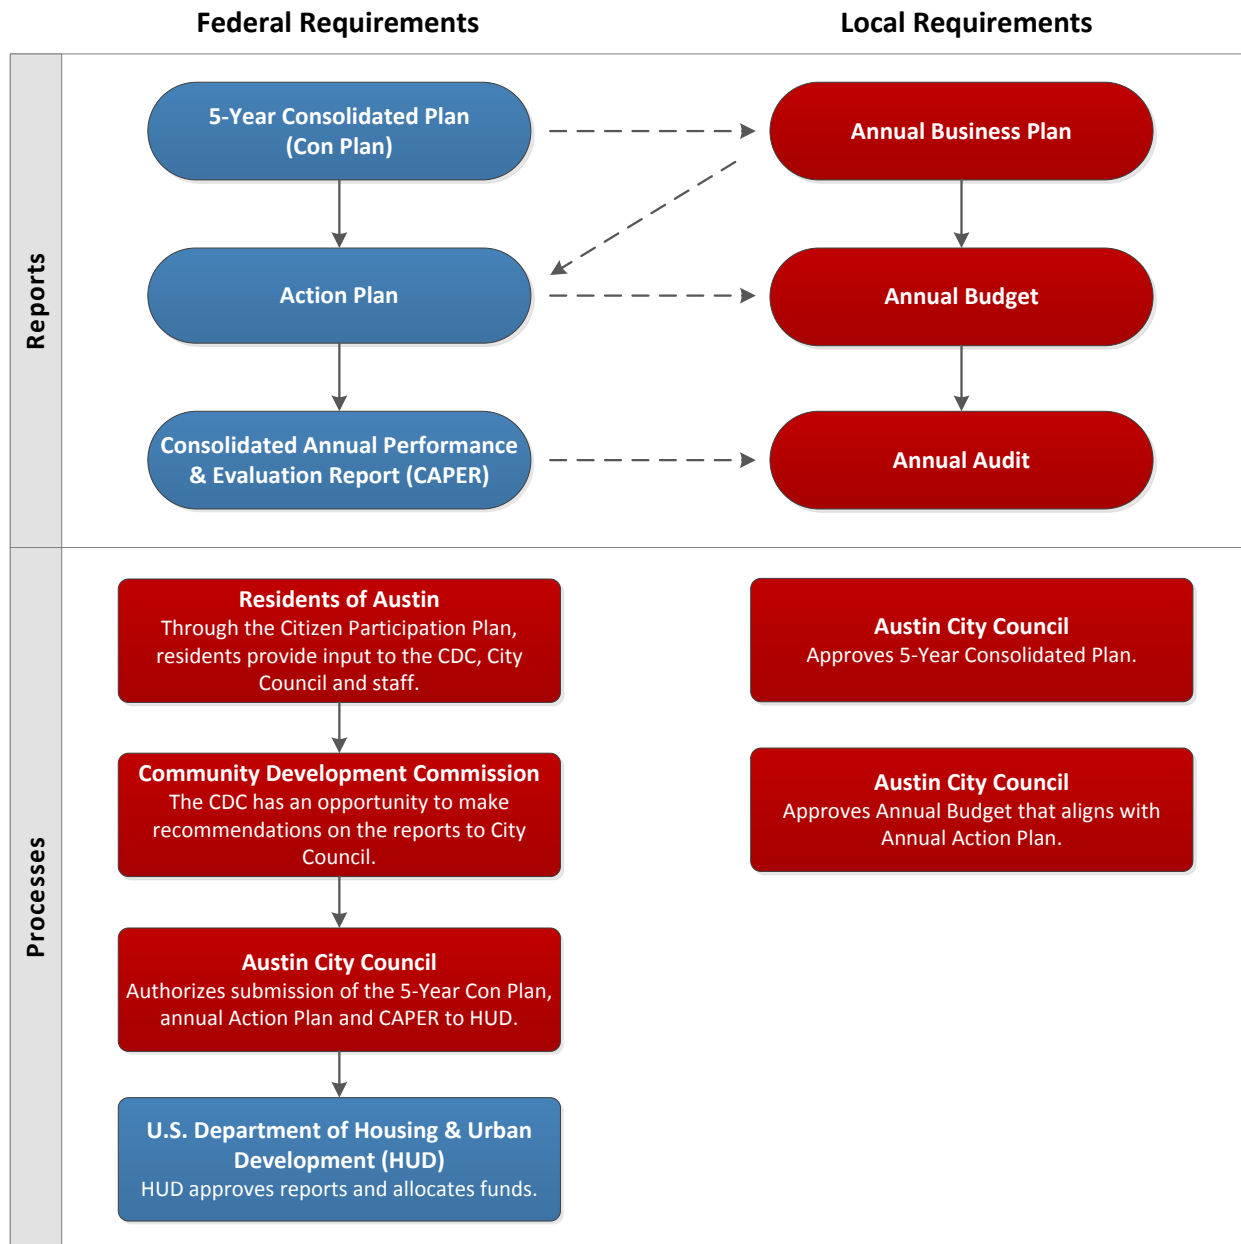 Federal Requirements
Local Requirements
Reports
5-Year Consolidated Plan
(Con Plan)
Annual Business Plan
Action Plan
Annual Budget
Consolidated Annual Performance
& Evaluation Report (CAPER)
Annual Audit
Processes
Residents of Austin
Through the Citizen Participation Plan,
residents provide input to the CDC, City
Council and staff.
Austin City Council
Approves 5-Year Consolidated Plan.
Community Development Commission
The CDC has an opportunity to make
recommendations on the reports to City
Council.
Austin City Council
Approves Annual Budget that aligns with
Annual Action Plan.
Austin City Council
Authorizes submission of the 5-Year Con Plan,
annual Action Plan and CAPER to HUD.
U.S. Department of Housing & Urban
Development (HUD)
HUD approves reports and allocates funds.